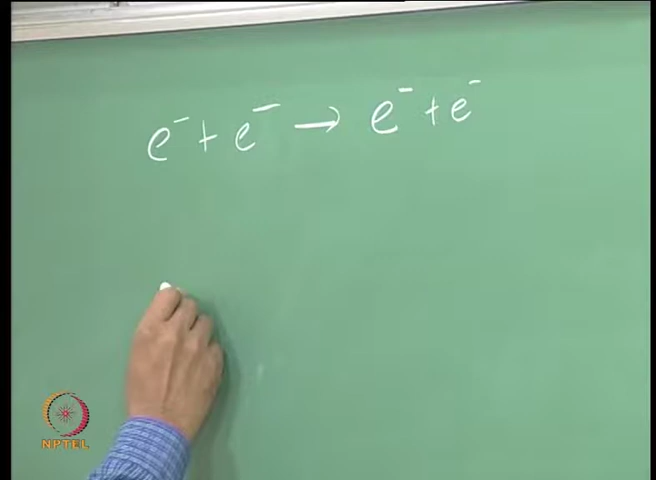 e⁻ + e⁻ → e⁻ + e⁻
NPTEL